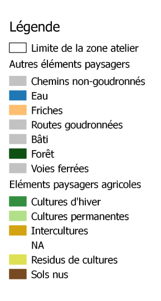 Légende
Limite de la zone atelier
Autres éléments paysagers
Chemins non-goudronnés
Eau
Friches
Routes goudronnées
Bâti
Forêt
Voies ferrées
Eléments paysagers agricoles
Cultures d'hiver
Cultures permanentes
Intercultures
NA
Residus de cultures
Sols nus